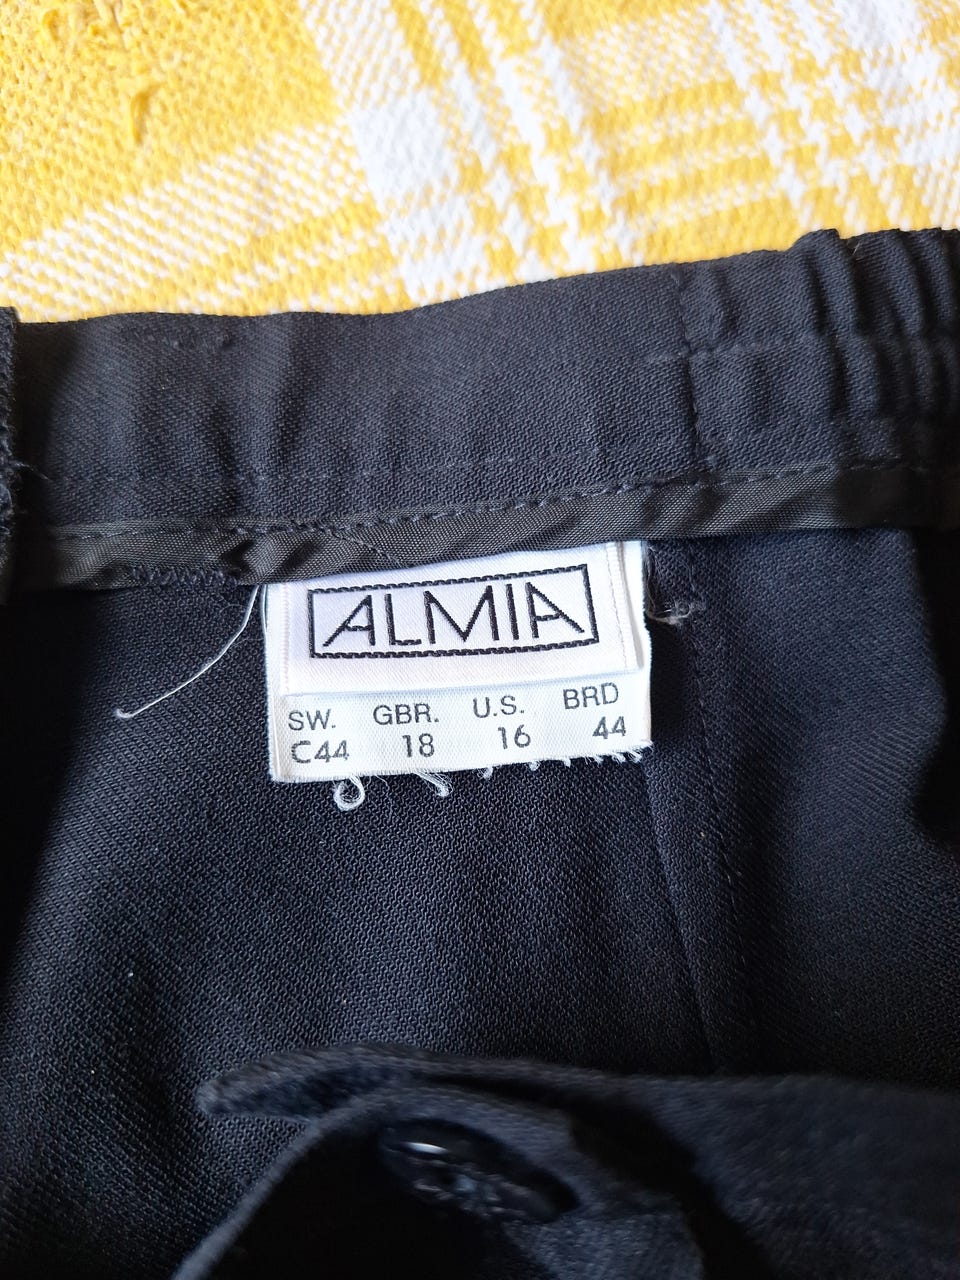 ALMIA
SW. GBR. U.S. BRD
C44 18 16 44